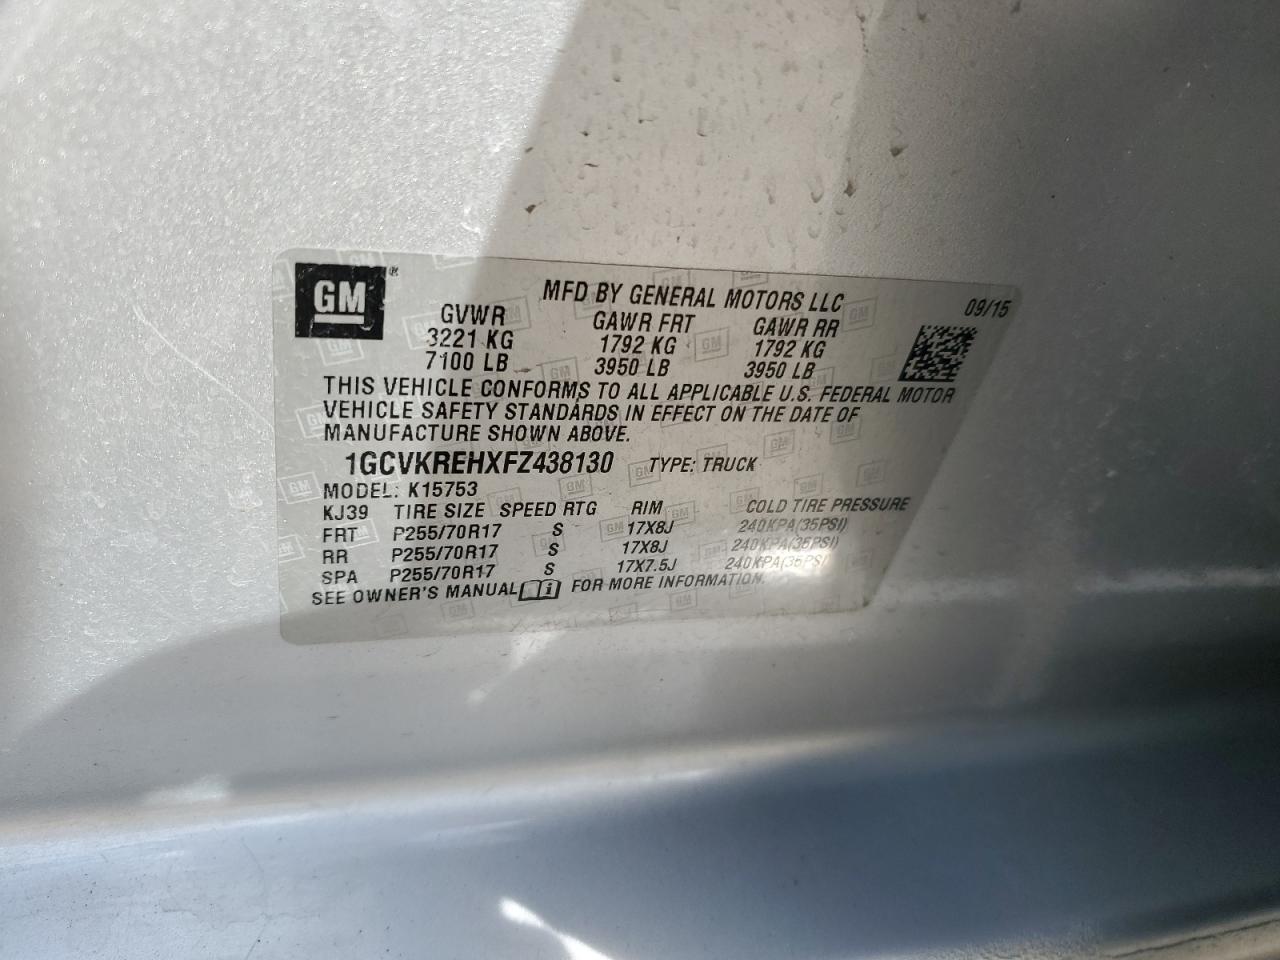 GM ®
MFD BY GENERAL MOTORS LLC 09/15
GVWR GAWR FRT GAWR RR
3221 KG 1792 KG 1792 KG
7100 LB 3950 LB 3950 LB
THIS VEHICLE CONFORMS TO ALL APPLICABLE U.S. FEDERAL MOTOR
VEHICLE SAFETY STANDARDS IN EFFECT ON THE DATE OF
MANUFACTURE SHOWN ABOVE.
1GCVKREHXFZ438130 TYPE: TRUCK
MODEL: K15753
KJ39 TIRE SIZE SPEED RTG RIM COLD TIRE PRESSURE
FRT P255/70R17 S 17X8J 240KPA(35PSI)
RR P255/70R17 S 17X8J 240KPA(35PSI)
SPA P255/70R17 S 17X7.5J 240KPA(35PSI)
SEE OWNER'S MANUAL FOR MORE INFORMATION.